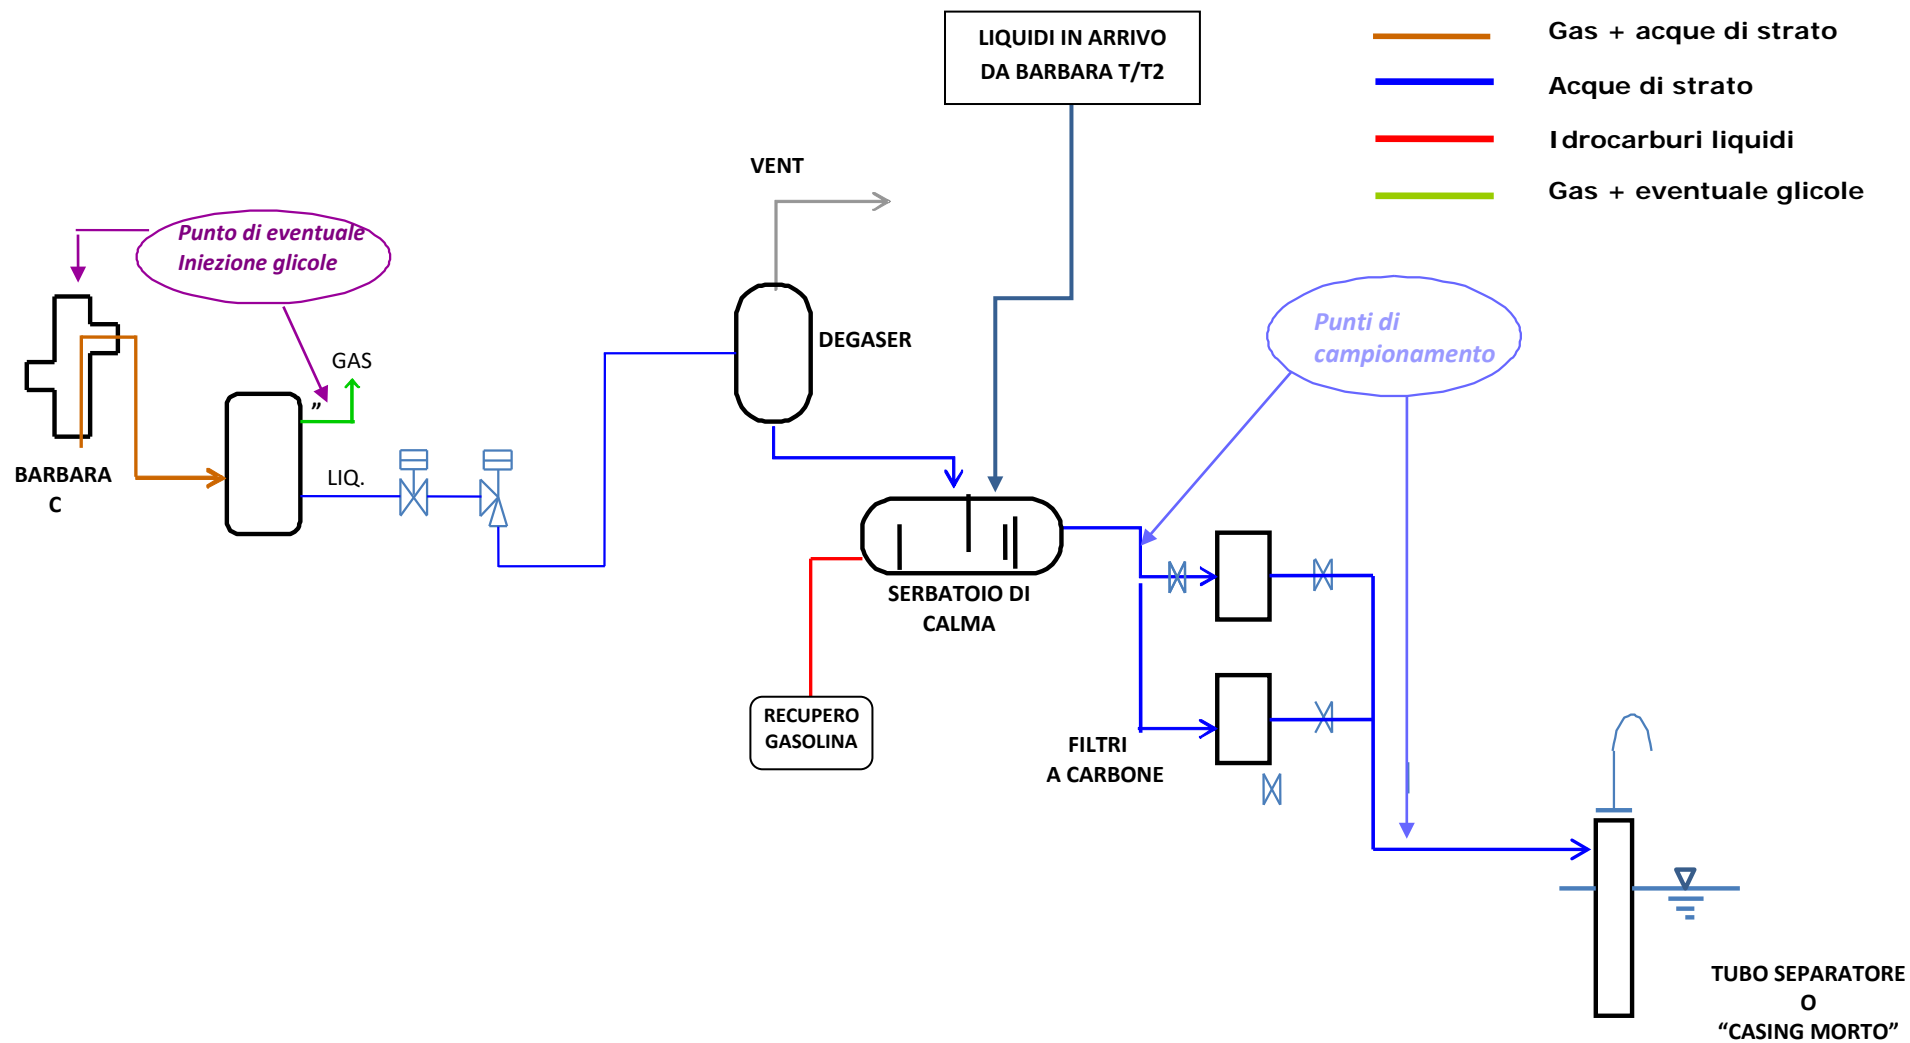 LIQUIDI IN ARRIVO
DA BARBARA T/T2
Gas + acque di strato
Acque di strato
Idrocarburi liquidi
Gas + eventuale glicole
VENT
Punto di eventuale
Iniezione glicole
DEGASER
GAS
”
Punti di
campionamento
BARBARA
C
LIQ.
SERBATOIO DI
CALMA
RECUPERO
GASOLINA
FILTRI
A CARBONE
TUBO SEPARATORE
O
“CASING MORTO”